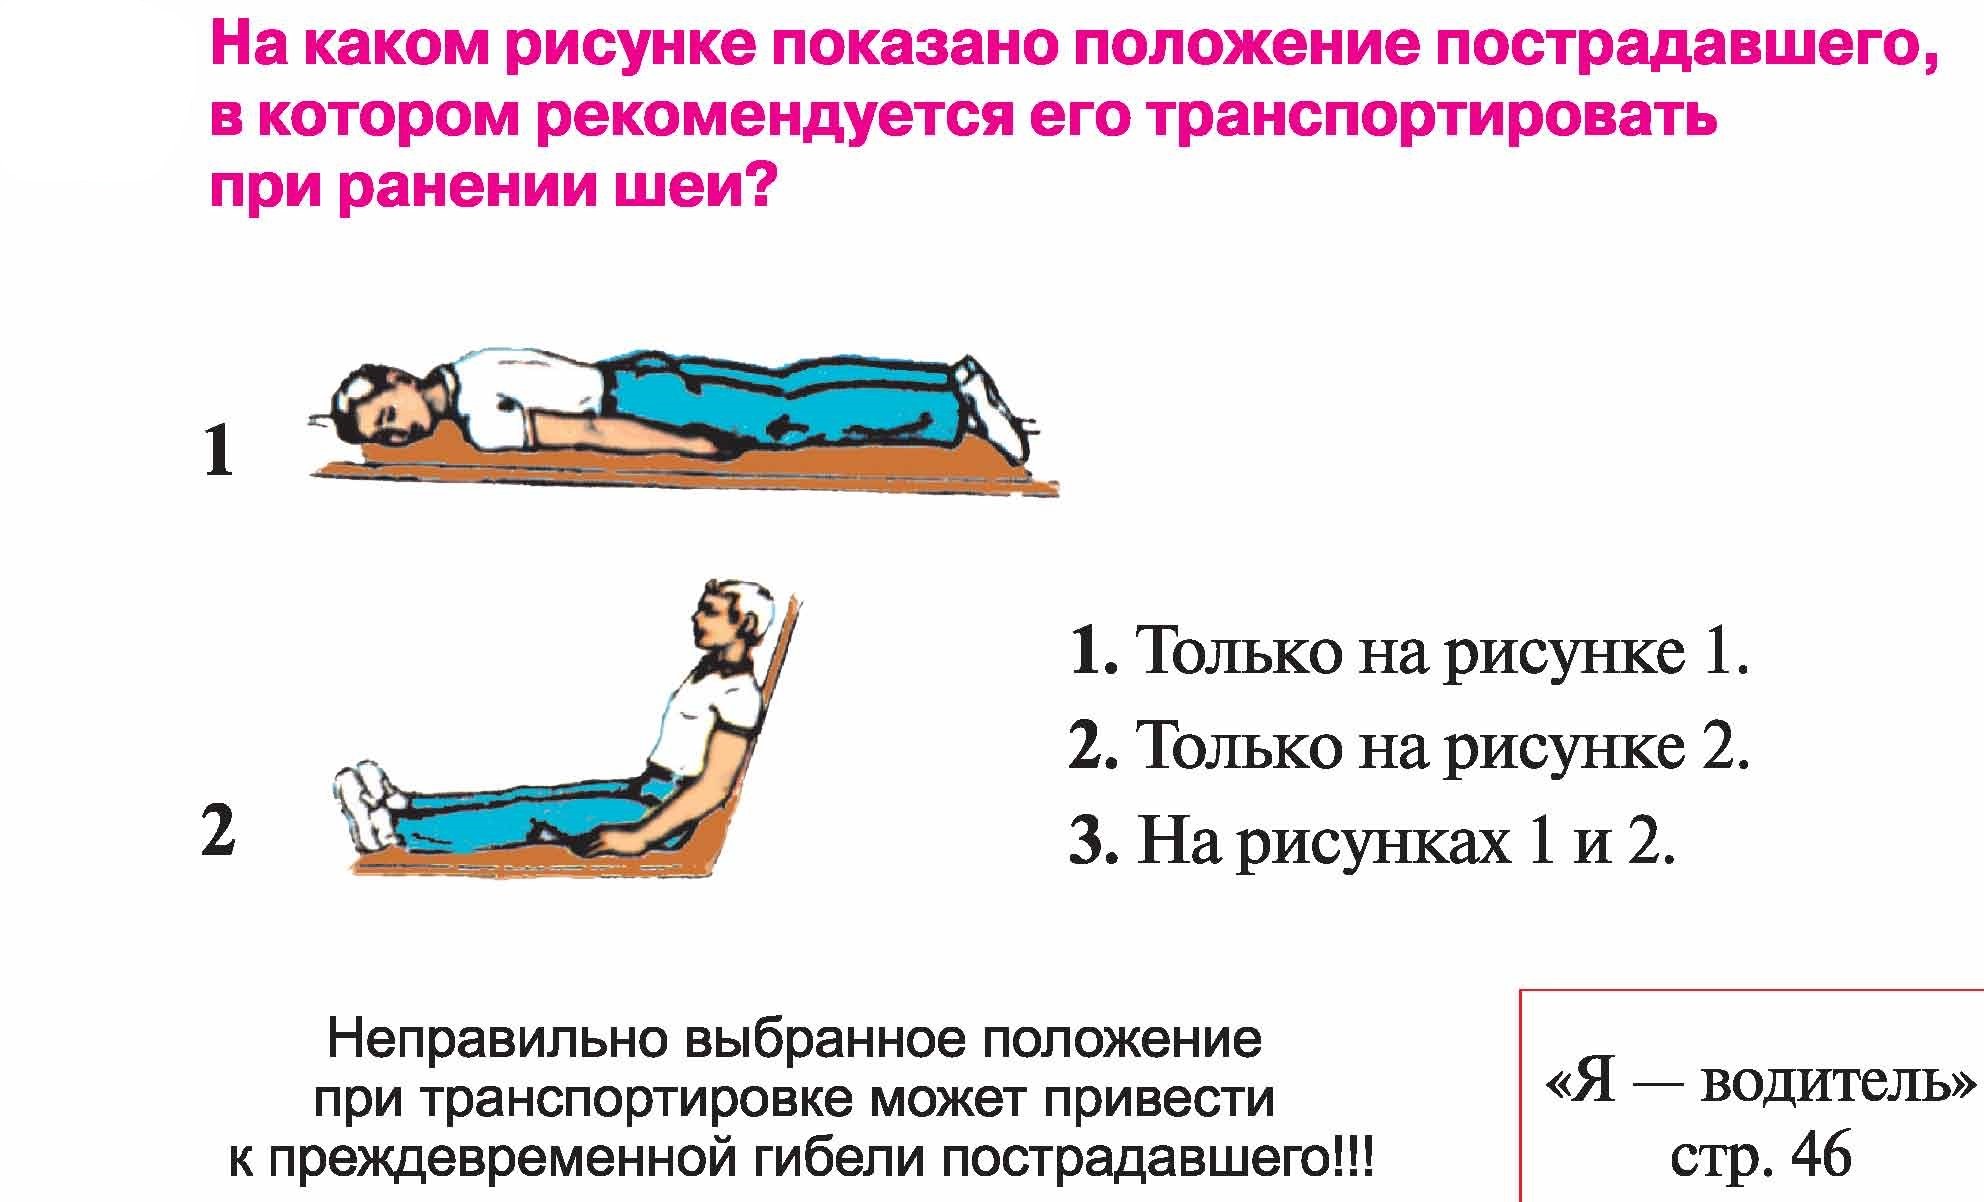 На каком рисунке показано положение пострадавшего,
в котором рекомендуется его транспортировать
при ранении шеи?
1
2
1. Только на рисунке 1.
2. Только на рисунке 2.
3. На рисунках 1 и 2.
Неправильно выбранное положение
при транспортировке может привести
к преждевременной гибели пострадавшего!!!
«Я — водитель»
стр. 46